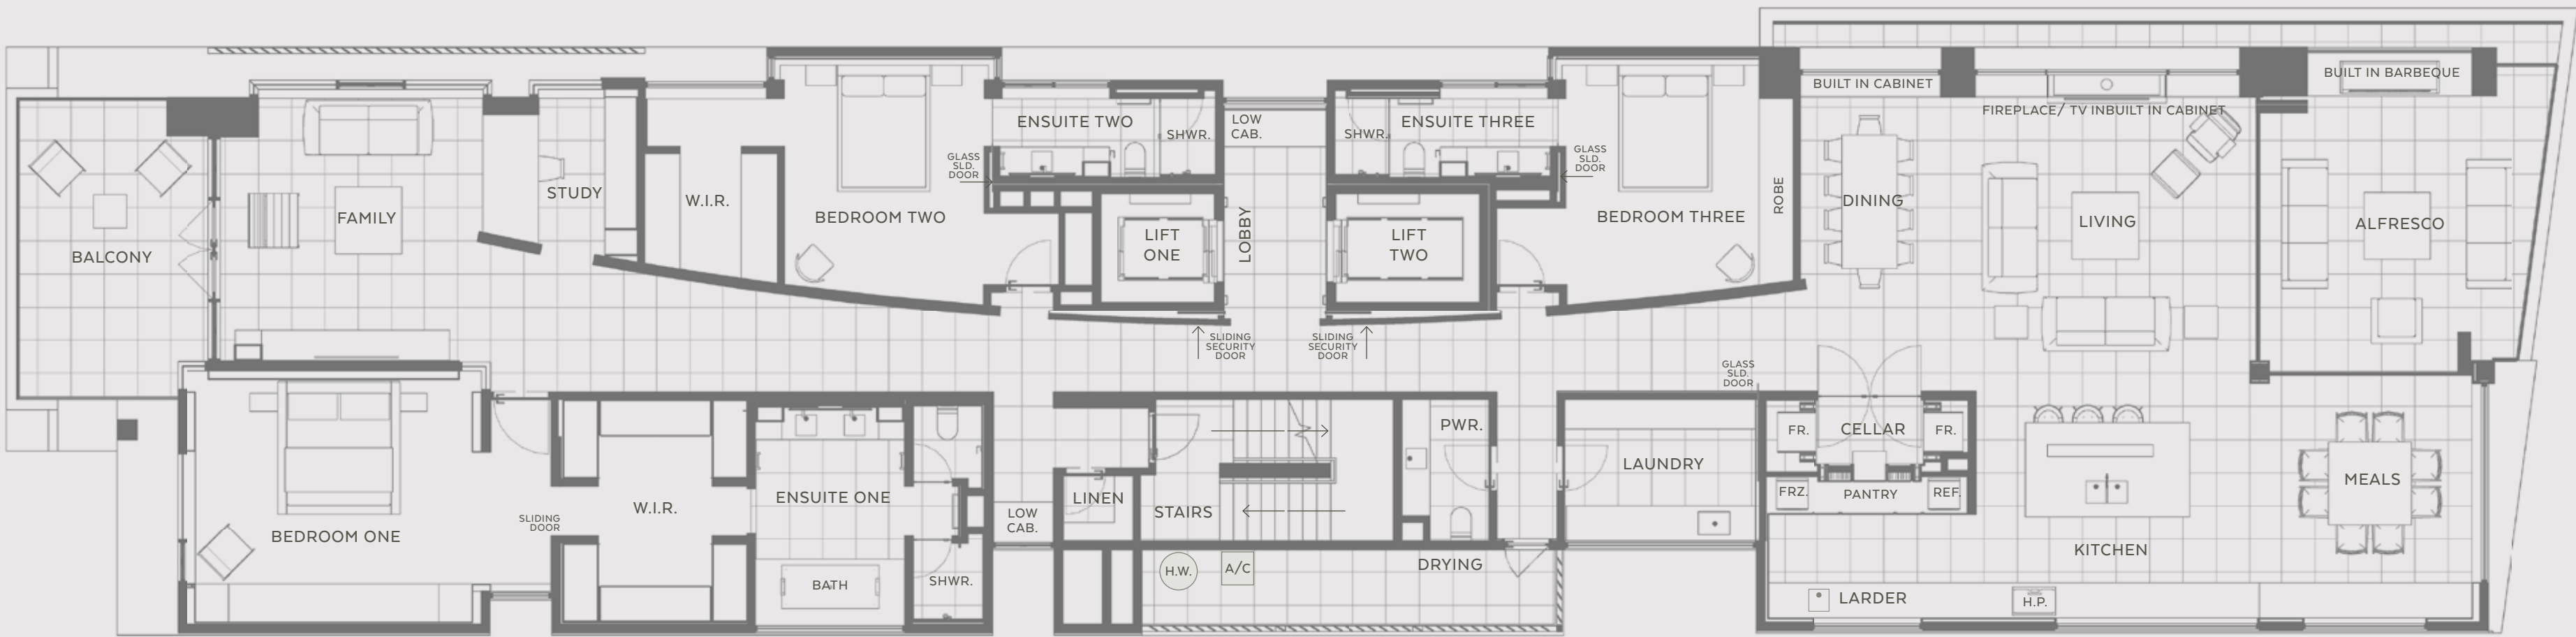 BUILT IN CABINET
BUILT IN BARBEQUE
FIREPLACE/ TV INBUILT IN CABINET
ENSUITE TWO
SHWR.
LOW
CAB.
SHWR.
ENSUITE THREE
GLASS
SLD.
DOOR
GLASS
SLD.
DOOR
BALCONY
FAMILY
STUDY
W.I.R.
BEDROOM TWO
LIFT
ONE
LOBBY
LIFT
TWO
BEDROOM THREE
ROBE
DINING
LIVING
ALFRESCO
SLIDING
SECURITY
DOOR
SLIDING
SECURITY
DOOR
GLASS
SLD.
DOOR
BEDROOM ONE
SLIDING
DOOR
W.I.R.
ENSUITE ONE
BATH
SHWR.
LOW
CAB.
LINEN
STAIRS
PWR.
LAUNDRY
FR.
CELLAR
FR.
FRZ.
PANTRY
REF.
MEALS
KITCHEN
H.W.
A/C
DRYING
LARDER
H.P.